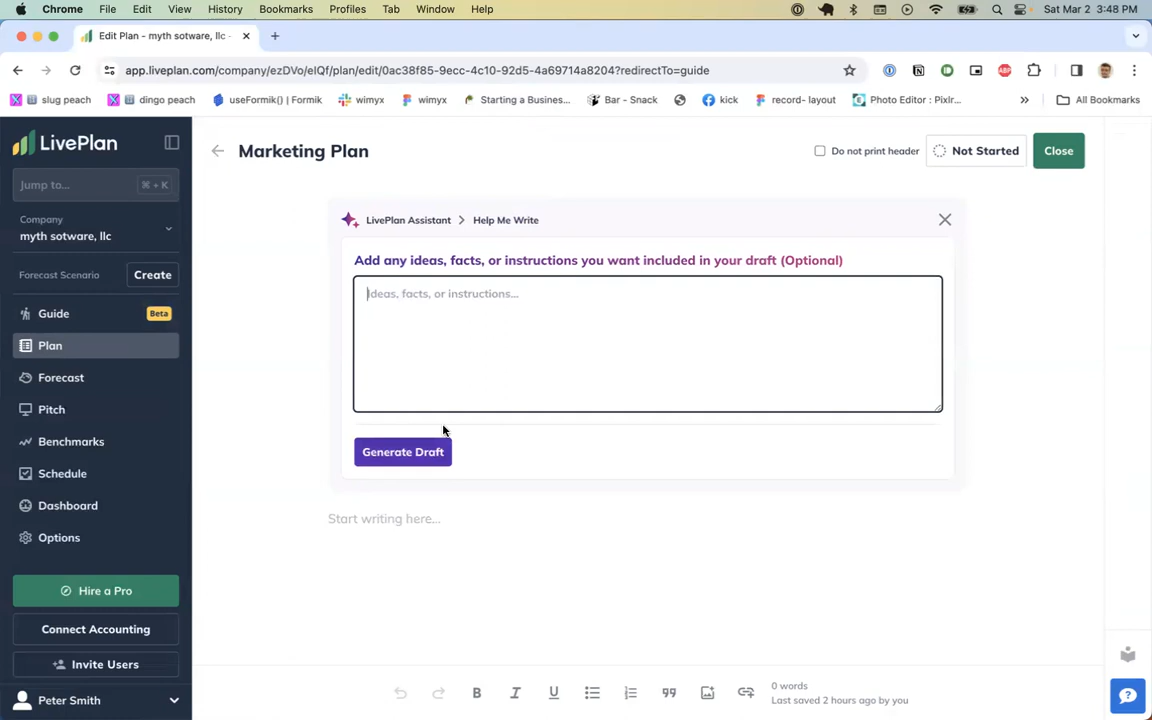 Chrome File Edit View History Bookmarks Profiles Tab Window Help Sat Mar 2 3:48 PM
Edit Plan - myth sotware, llc -
app.liveplan.com/company/ezDVo/elQf/plan/edit/0ac38f85-9ecc-4c10-92d5-4a69714a8204?redirectTo=guide
slug peach dingo peach useFormik() | Formik wimyx wimyx Starting a Business... Bar - Snack kick record- layout Photo Editor : Pixlr... All Bookmarks
LivePlan
Marketing Plan
Do not print header
Not Started
Close
Jump to... ⌘ + K
Company
myth sotware, llc
Forecast Scenario Create
Guide Beta
Plan
Forecast
Pitch
Benchmarks
Schedule
Dashboard
Options
Hire a Pro
Connect Accounting
Invite Users
Peter Smith
LivePlan Assistant > Help Me Write
Add any ideas, facts, or instructions you want included in your draft (Optional)
Ideas, facts, or instructions...
Generate Draft
Start writing here...
B I U
0 words
Last saved 2 hours ago by you